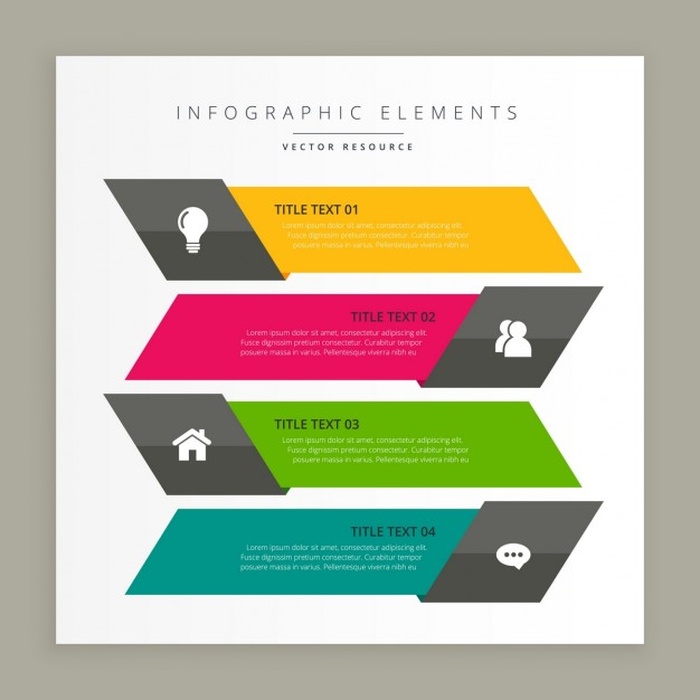 INFOGRAPHIC ELEMENTS
VECTOR RESOURCE
TITLE TEXT 01
Lorem ipsum dolor sit amet, consectetur adipiscing elit.
Fusce dignissim pretium consectetur. Curabitur tempor
posuere massa varius. Pellentesque viverra nibh eu
TITLE TEXT 02
Lorem ipsum dolor sit amet, consectetur adipiscing elit.
Fusce dignissim pretium consectetur. Curabitur tempor
posuere massa varius. Pellentesque viverra nibh eu
TITLE TEXT 03
Lorem ipsum dolor sit amet, consectetur adipiscing elit.
Fusce dignissim pretium consectetur. Curabitur tempor
posuere massa varius. Pellentesque viverra nibh eu
TITLE TEXT 04
Lorem ipsum dolor sit amet, consectetur adipiscing elit.
Fusce dignissim pretium consectetur. Curabitur tempor
posuere massa varius. Pellentesque viverra nibh eu